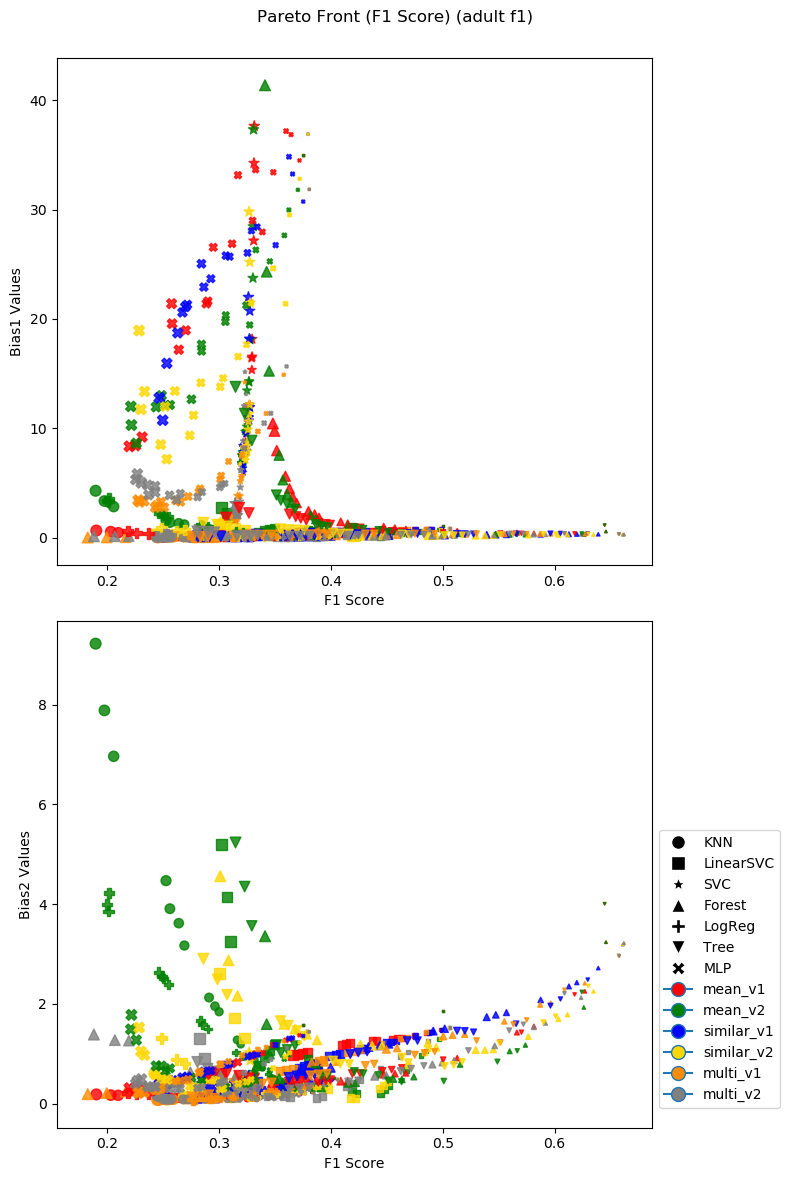 Pareto Front (F1 Score) (adult f1)
40
30
20
10
0
Bias1 Values
0.2 0.3 0.4 0.5 0.6
F1 Score
8
6
4
2
0
Bias2 Values
0.2 0.3 0.4 0.5 0.6
F1 Score
KNN
LinearSVC
SVC
Forest
LogReg
Tree
MLP
mean_v1
mean_v2
similar_v1
similar_v2
multi_v1
multi_v2